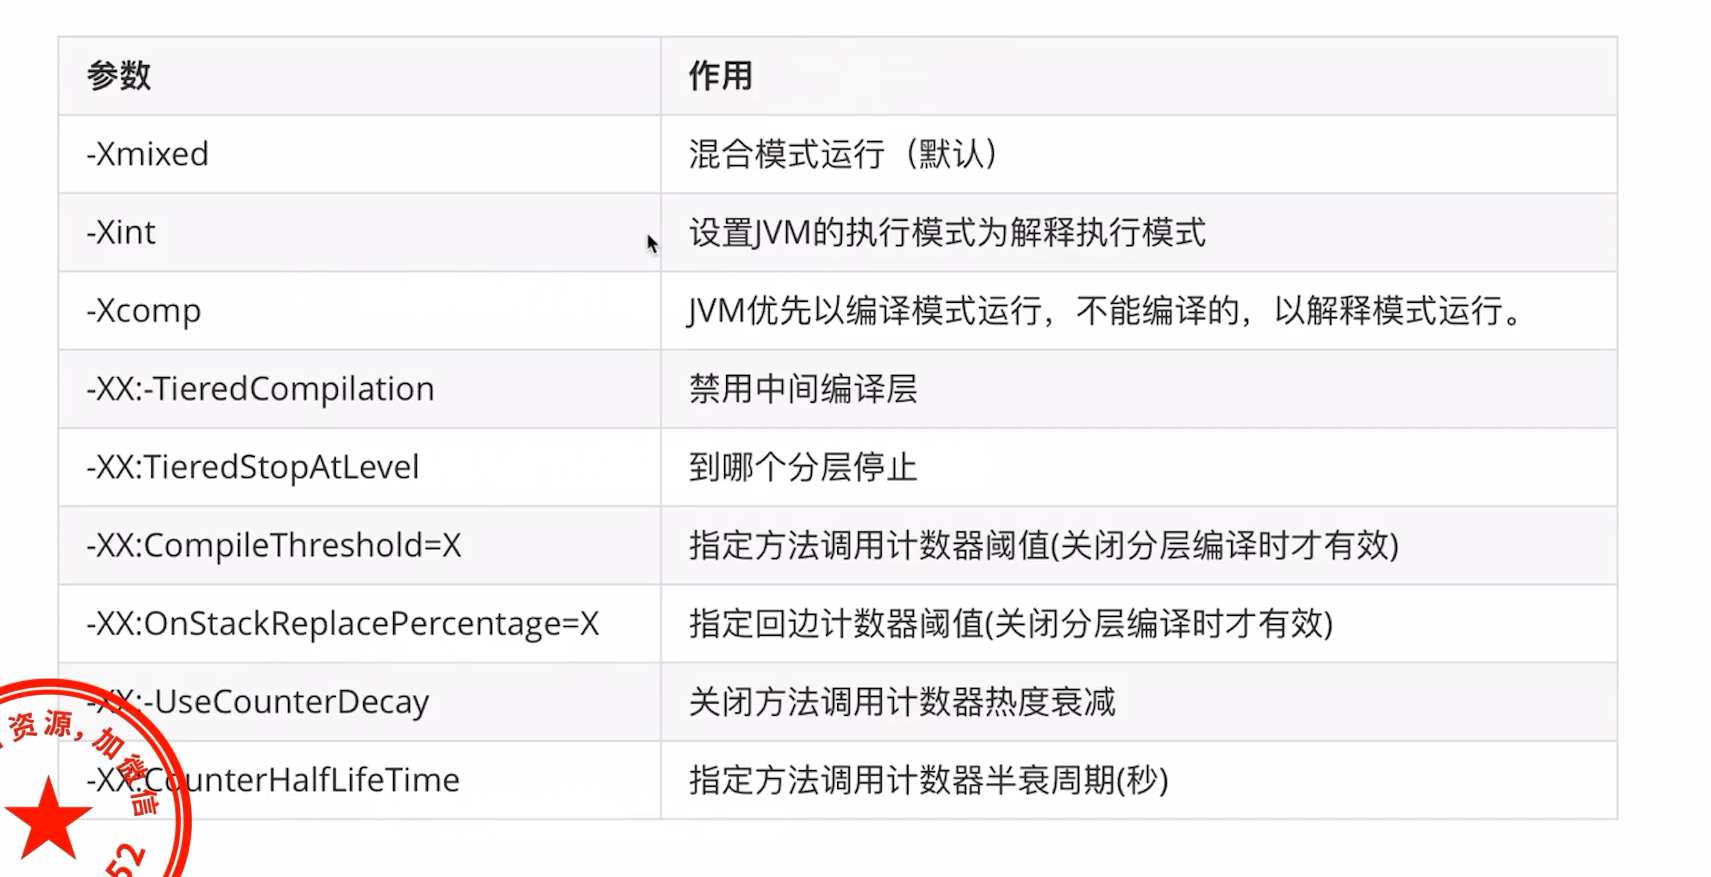 参数
作用
-Xmixed
混合模式运行（默认）
-Xint
设置JVM的执行模式为解释执行模式
-Xcomp
JVM优先以编译模式运行，不能编译的，以解释模式运行。
-XX:-TieredCompilation
禁用中间编译层
-XX:TieredStopAtLevel
到哪个分层停止
-XX:CompileThreshold=X
指定方法调用计数器阈值(关闭分层编译时才有效)
-XX:OnStackReplacePercentage=X
指定回边计数器阈值(关闭分层编译时才有效)
-XX:-UseCounterDecay
关闭方法调用计数器热度衰减
-XX:CounterHalfLifeTime
指定方法调用计数器半衰周期(秒)
资源,加微信
52